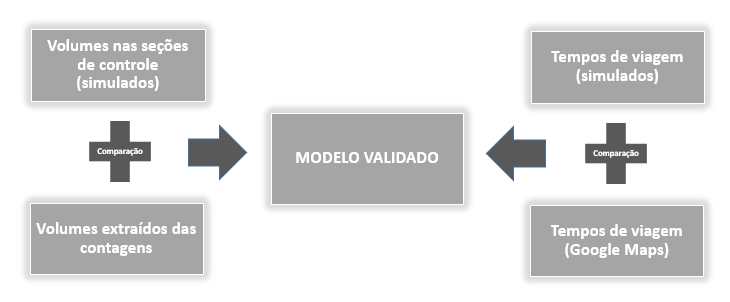 Volumes nas seções
de controle
(simulados)
Comparação
Volumes extraídos das
contagens
MODELO VALIDADO
Tempos de viagem
(simulados)
Comparação
Tempos de viagem
(Google Maps)